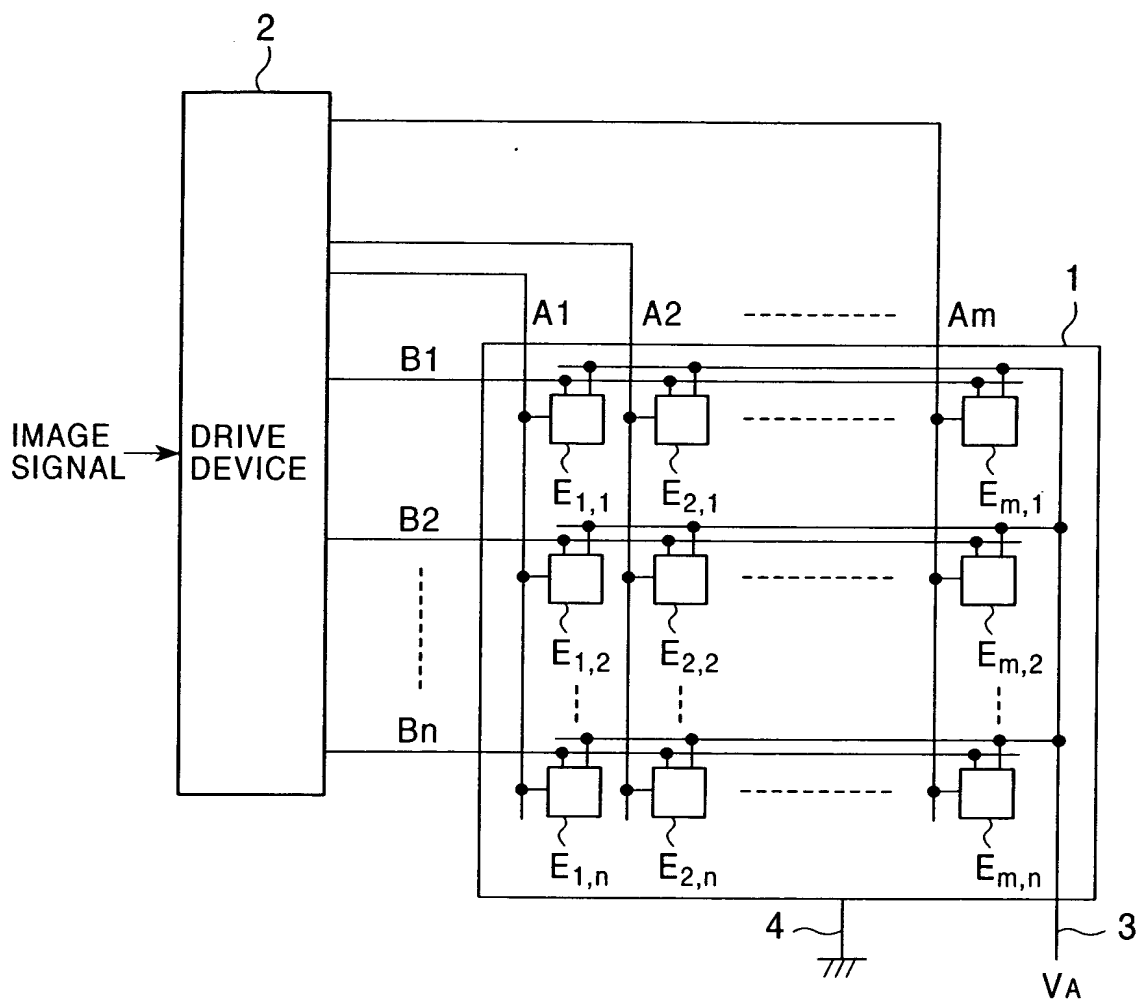 2
A1 A2 Am
1
B1
IMAGE
SIGNAL
DRIVE
DEVICE
E1,1 E2,1 Em,1
B2
E1,2 E2,2 Em,2
Bn
E1,n E2,n Em,n
4
3
VA